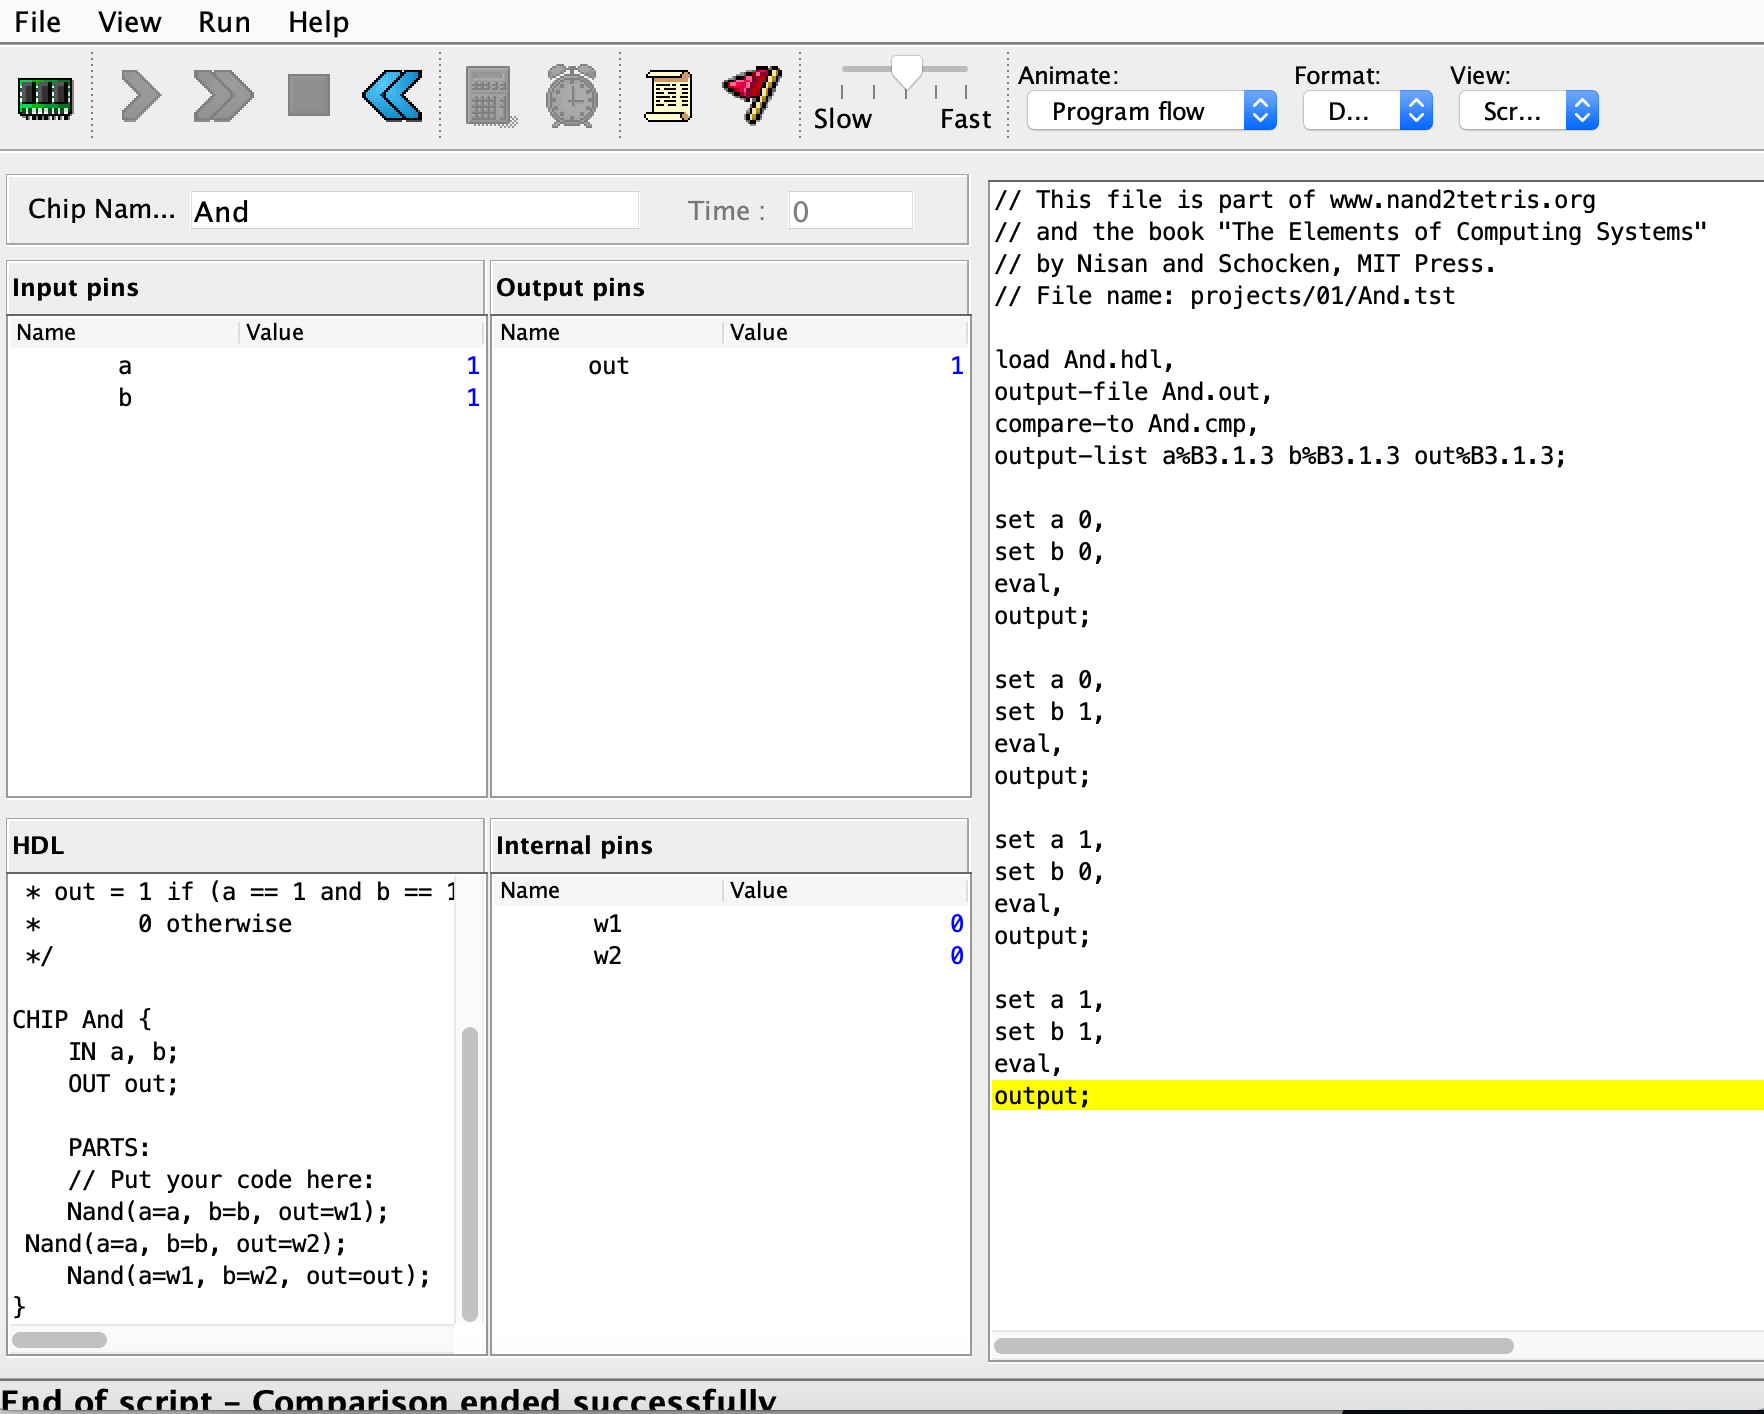 File View Run Help
Slow Fast
Animate: Format: View:
Program flow D... Scr...
Chip Nam... And Time : 0
Input pins
Name Value
a 1
b 1
Output pins
Name Value
out 1
HDL
* out = 1 if (a == 1 and b == 1
* 0 otherwise
*/
CHIP And {
IN a, b;
OUT out;
PARTS:
// Put your code here:
Nand(a=a, b=b, out=w1);
Nand(a=a, b=b, out=w2);
Nand(a=w1, b=w2, out=out);
}
Internal pins
Name Value
w1 0
w2 0
// This file is part of www.nand2tetris.org
// and the book "The Elements of Computing Systems"
// by Nisan and Schocken, MIT Press.
// File name: projects/01/And.tst
load And.hdl,
output-file And.out,
compare-to And.cmp,
output-list a%B3.1.3 b%B3.1.3 out%B3.1.3;
set a 0,
set b 0,
eval,
output;
set a 0,
set b 1,
eval,
output;
set a 1,
set b 0,
eval,
output;
set a 1,
set b 1,
eval,
output;
End of script - Comparison ended successfully